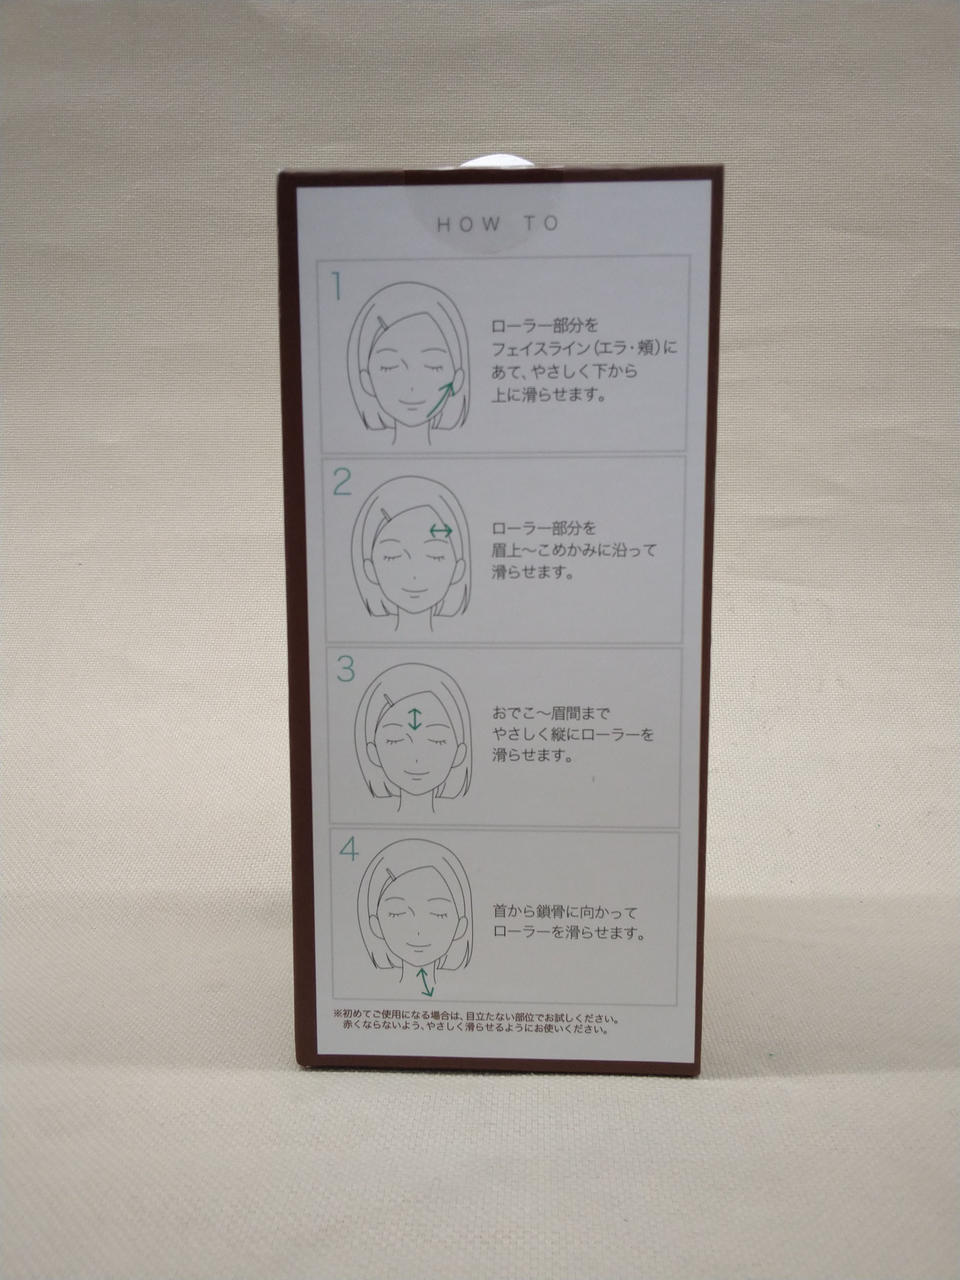 HOW TO
1
ローラー部分を
フェイスライン（エラ・頬）に
あて、やさしく下から
上に滑らせます。
2
ローラー部分を
眉上〜こめかみに沿って
滑らせます。
3
おでこ〜眉間まで
やさしく縦にローラーを
滑らせます。
4
首から鎖骨に向かって
ローラーを滑らせます。
※初めてご使用になる場合は、目立たない部位でお試しください。
赤くならないよう、やさしく滑らせるようにお使いください。